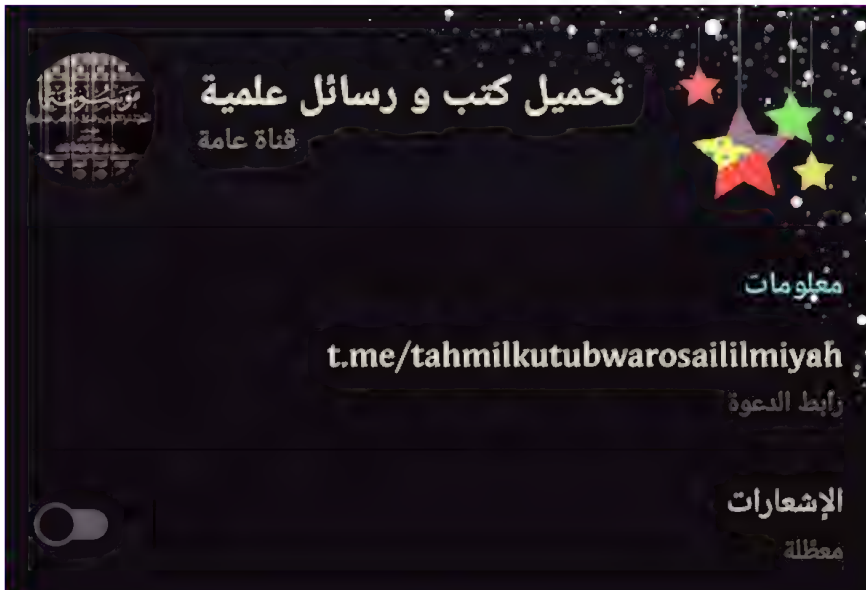 تحميل كتب و رسائل علمية
قناة عامة
معلومات
t.me/tahmilkutubwarosaililmiyah
رابط الدعوة
الإشعارات
معطّلة